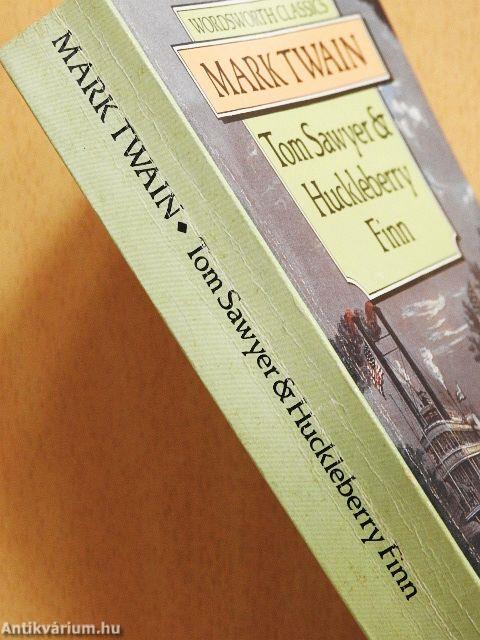 WORDSWORTH CLASSICS
MARK TWAIN
Tom Sawyer &
Huckleberry
Finn
MARK TWAIN ◆ Tom Sawyer & Huckleberry Finn
Antikvárium.hu